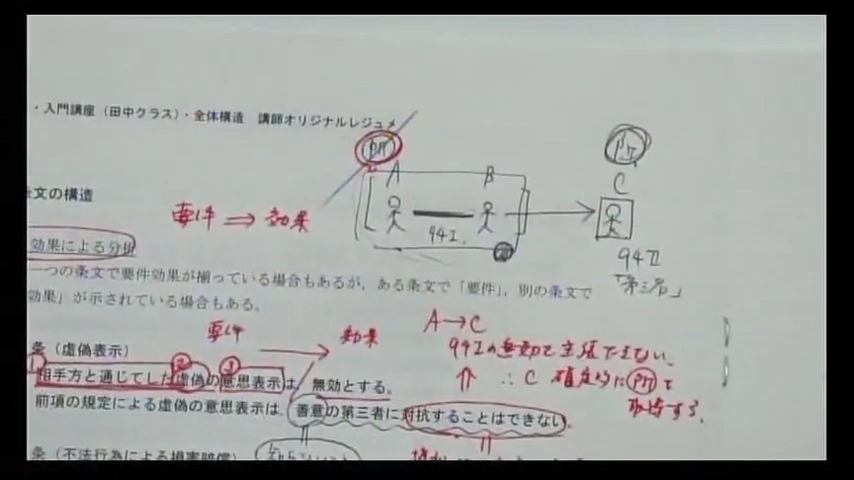 ・入門講座（田中クラス）・全体構造　講師オリジナルレジュメ
所有
所有
A
B
C
条文の構造
要件 ⇒ 効果
94Ⅰ
94Ⅱ
「第三者」
効果による分析
一つの条文で要件効果が揃っている場合もあるが，ある条文で「要件」，別の条文で
効果」が示されている場合もある。
要件
効果
A→C
条（虚偽表示）
94Ⅰの無効を主張できない。
① ② ③
相手方と通じてした虚偽の意思表示は，無効とする。
⇑ ∴C 確定的に所有を
取得する。
前項の規定による虚偽の意思表示は，善意の第三者に対抗することはできない。
条（不法行為による損害賠償）